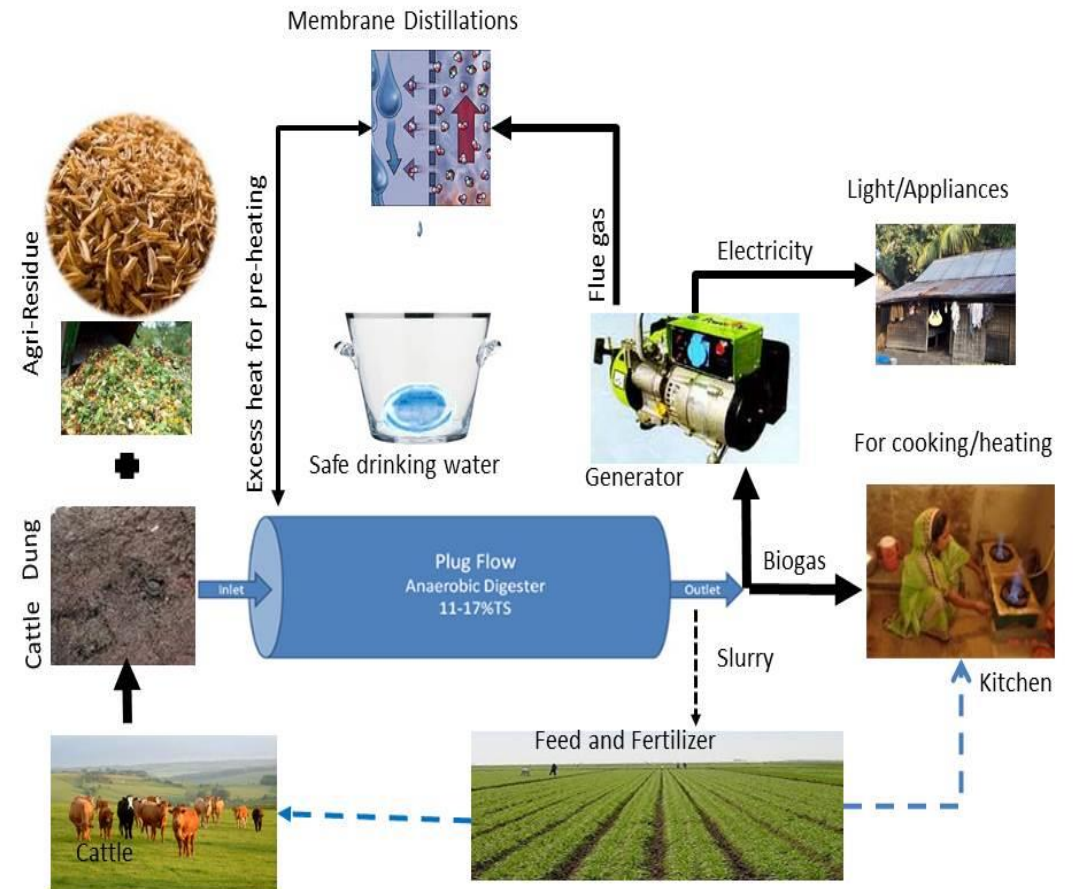 Membrane Distillations
Agri-Residue
Excess heat for pre-heating
Flue gas
Light/Appliances
Electricity
Safe drinking water
Generator
For cooking/heating
Cattle Dung
Inlet
Plug Flow
Anaerobic Digester
11-17%TS
Outlet
Biogas
Slurry
Kitchen
Feed and Fertilizer
Cattle